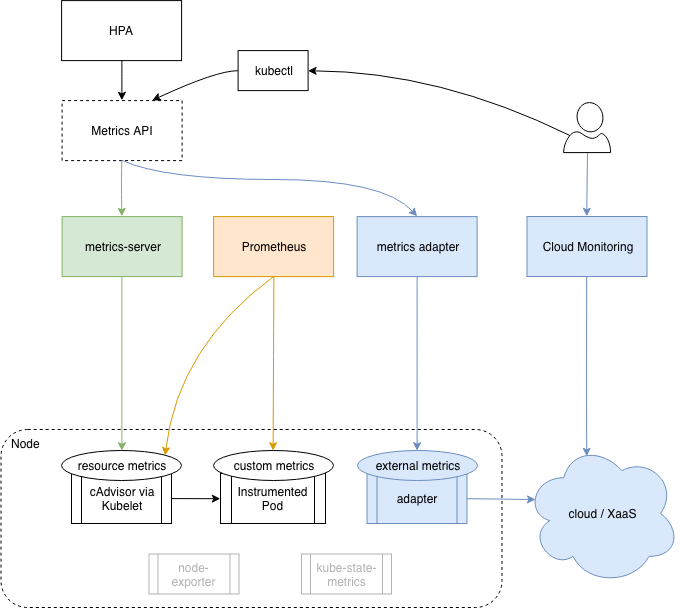 HPA
kubectl
Metrics API
metrics-server
Prometheus
metrics adapter
Cloud Monitoring
Node
resource metrics
cAdvisor via
Kubelet
custom metrics
Instrumented
Pod
external metrics
adapter
cloud / XaaS
node-
exporter
kube-state-
metrics